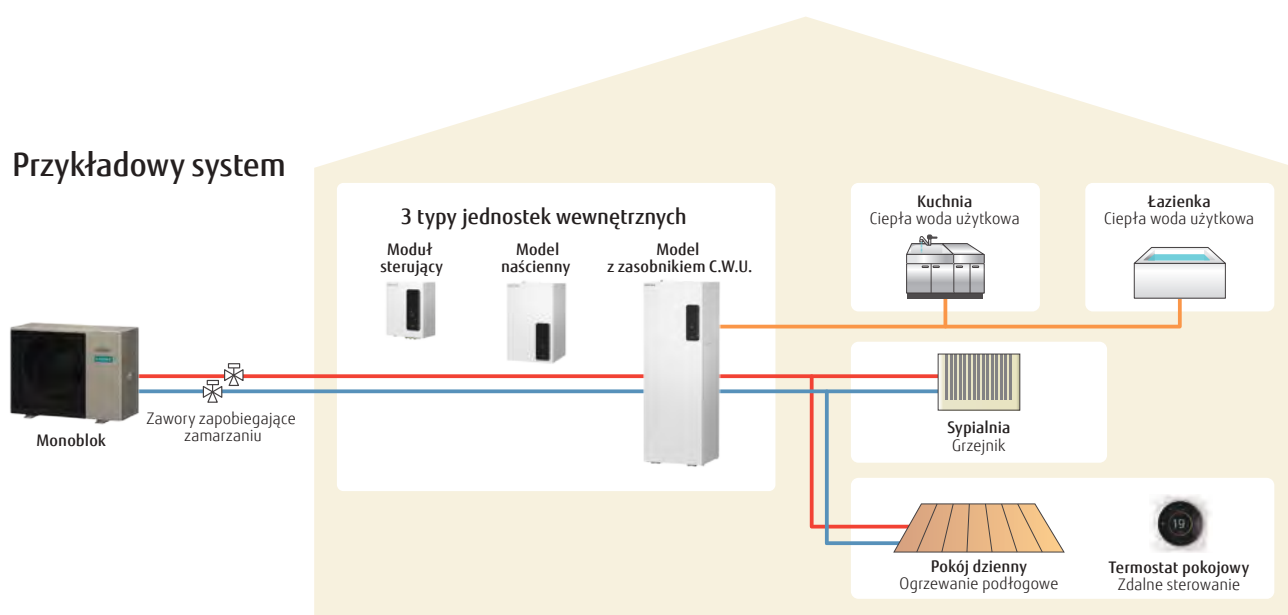 Przykładowy system
3 typy jednostek wewnętrznych
Moduł
sterujący
Model
naścienny
Model
z zasobnikiem C.W.U.
Kuchnia
Ciepła woda użytkowa
Łazienka
Ciepła woda użytkowa
Monoblok
Zawory zapobiegające
zamarzaniu
Sypialnia
Grzejnik
Pokój dzienny
Ogrzewanie podłogowe
19
Termostat pokojowy
Zdalne sterowanie